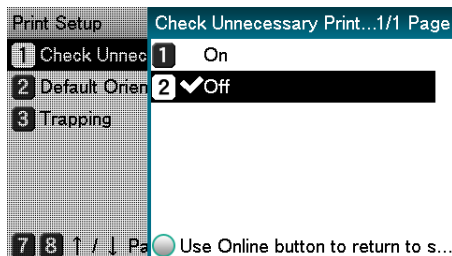 Print Setup
1 Check Unnec
2 Default Orien
3 Trapping
7 8 ↑ / ↓ Pa
Check Unnecessary Print...1/1 Page
1 On
2 ✔Off
Use Online button to return to s...